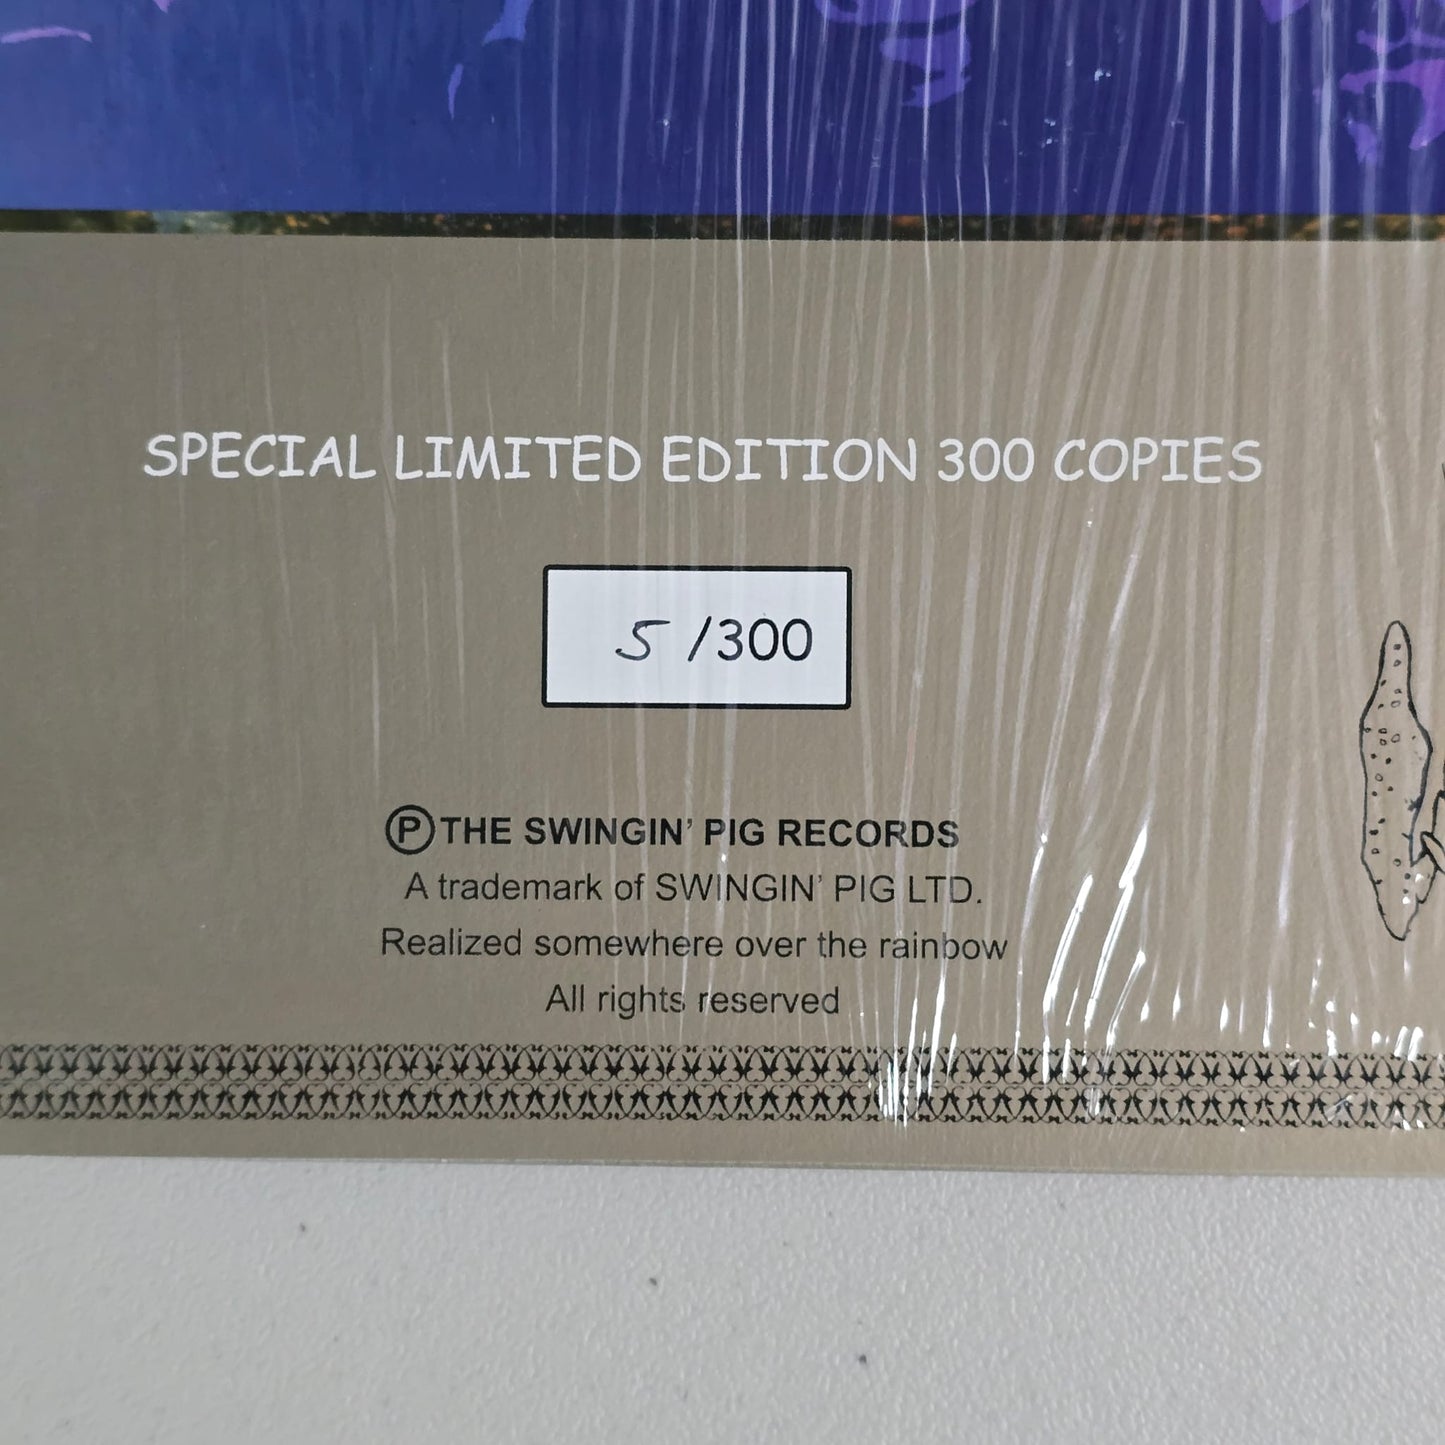 SPECIAL LIMITED EDITION 300 COPIES
5 /300
Ⓟ THE SWINGIN' PIG RECORDS
A trademark of SWINGIN' PIG LTD.
Realized somewhere over the rainbow
All rights reserved